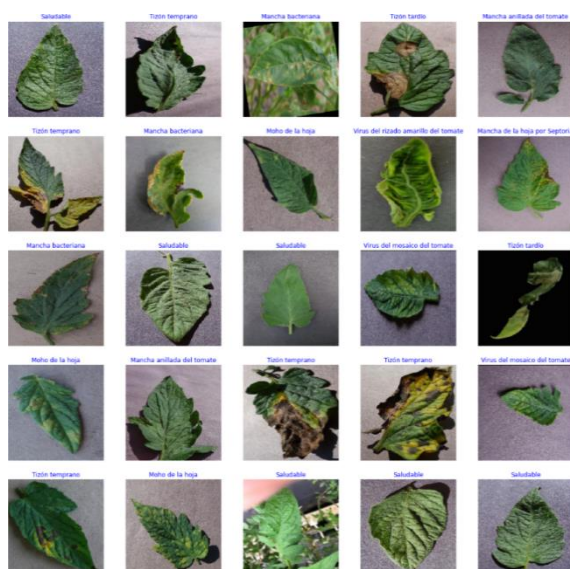 Saludable
Tizón temprano
Mancha bacteriana
Tizón tardío
Mancha anillada del tomate
Tizón temprano
Mancha bacteriana
Moho de la hoja
Virus del rizado amarillo del tomate
Mancha de la hoja por Septori
Mancha bacteriana
Saludable
Saludable
Virus del mosaico del tomate
Tizón tardío
Moho de la hoja
Mancha anillada del tomate
Tizón temprano
Tizón temprano
Virus del mosaico del tomate
Tizón temprano
Moho de la hoja
Saludable
Saludable
Saludable